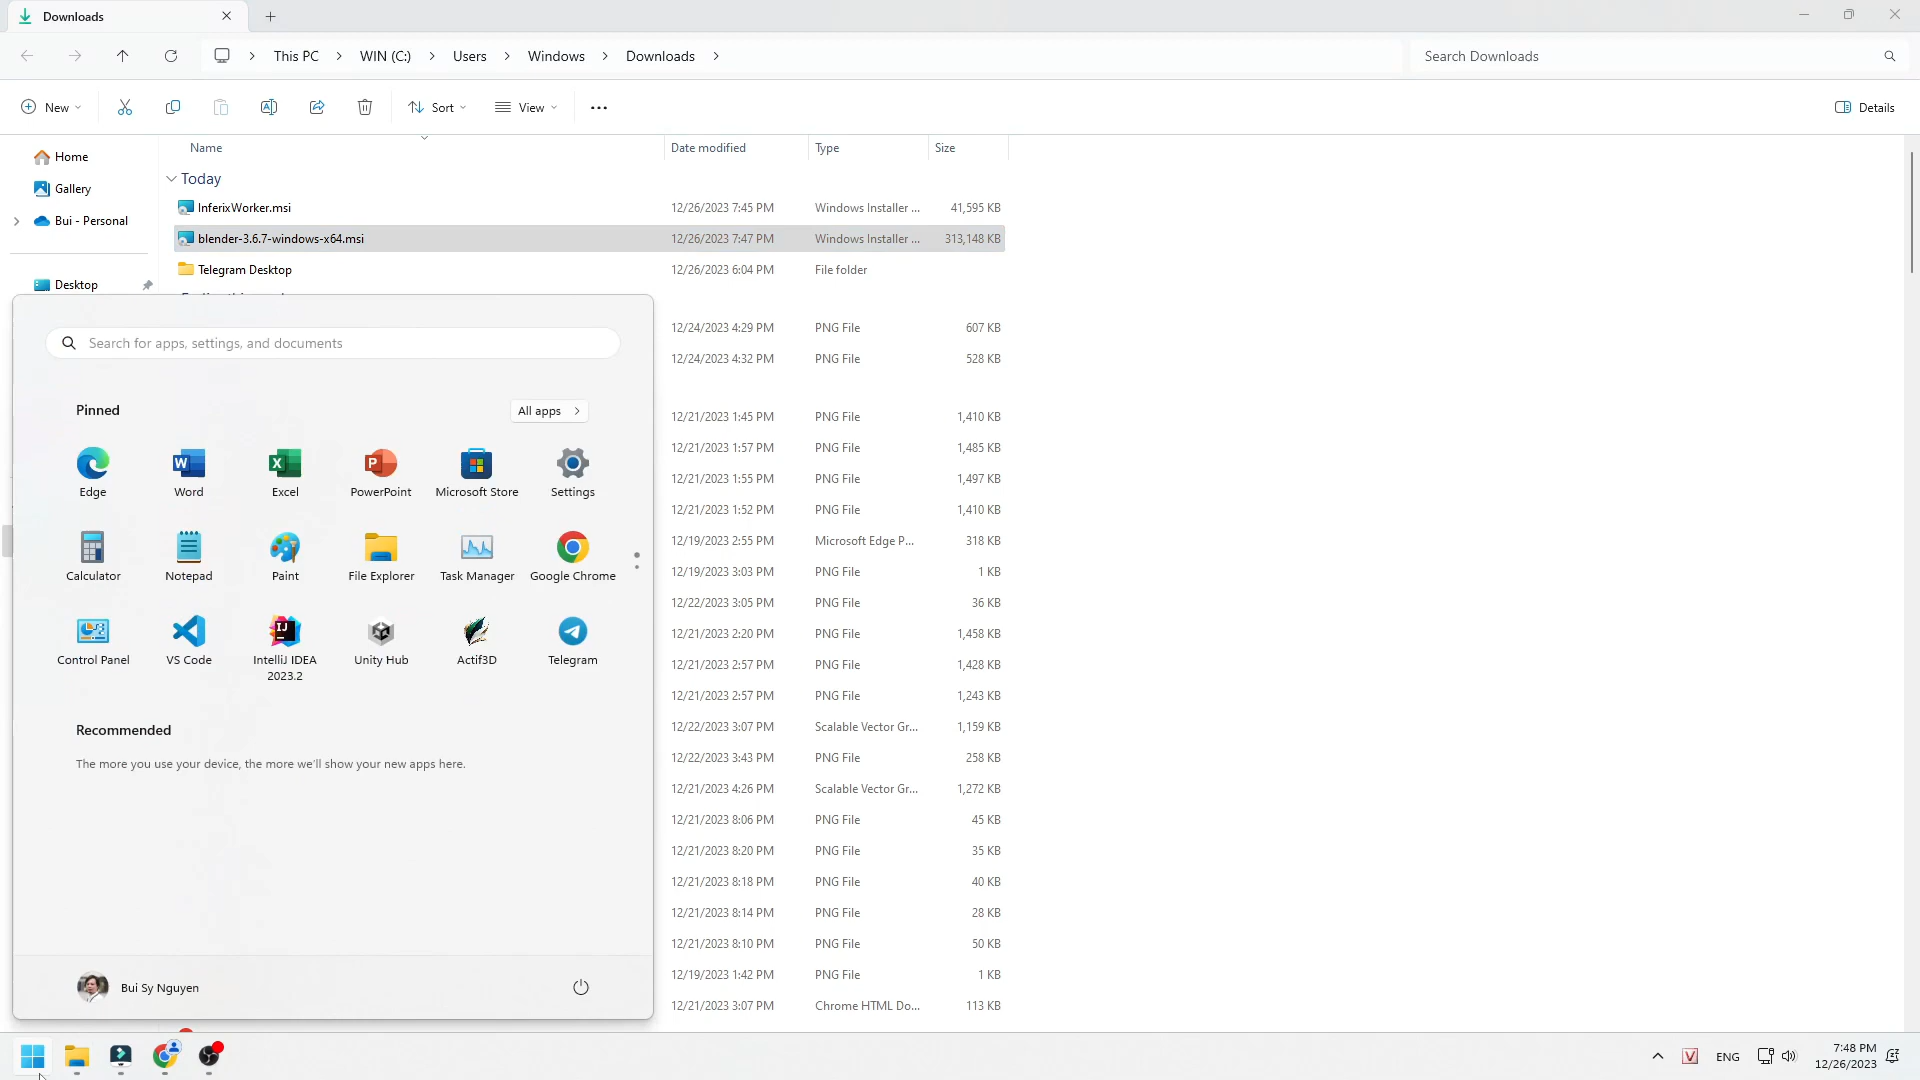 Downloads
This PC
WIN (C:)
Users
Windows
Downloads
Search Downloads
New
Sort
View
Details
Home
Gallery
Bui - Personal
Desktop
Name
Date modified
Type
Size
Today
InferixWorker.msi 12/26/2023 7:45 PM Windows Installer ... 41,595 KB
blender-3.6.7-windows-x64.msi 12/26/2023 7:47 PM Windows Installer ... 313,148 KB
Telegram Desktop 12/26/2023 6:04 PM File folder
12/24/2023 4:29 PM PNG File 607 KB
12/24/2023 4:32 PM PNG File 528 KB
12/21/2023 1:45 PM PNG File 1,410 KB
12/21/2023 1:57 PM PNG File 1,485 KB
12/21/2023 1:55 PM PNG File 1,497 KB
12/21/2023 1:52 PM PNG File 1,410 KB
12/19/2023 2:55 PM Microsoft Edge P... 318 KB
12/19/2023 3:03 PM PNG File 1 KB
12/22/2023 3:05 PM PNG File 36 KB
12/21/2023 2:20 PM PNG File 1,458 KB
12/21/2023 2:57 PM PNG File 1,428 KB
12/21/2023 2:57 PM PNG File 1,243 KB
12/22/2023 3:07 PM Scalable Vector Gr... 1,159 KB
12/22/2023 3:43 PM PNG File 258 KB
12/21/2023 4:26 PM Scalable Vector Gr... 1,272 KB
12/21/2023 8:06 PM PNG File 45 KB
12/21/2023 8:20 PM PNG File 35 KB
12/21/2023 8:18 PM PNG File 40 KB
12/21/2023 8:14 PM PNG File 28 KB
12/21/2023 8:10 PM PNG File 50 KB
12/19/2023 1:42 PM PNG File 1 KB
12/21/2023 3:07 PM Chrome HTML Do... 113 KB
Search for apps, settings, and documents
Pinned
All apps
Edge
Word
Excel
PowerPoint
Microsoft Store
Settings
Calculator
Notepad
Paint
File Explorer
Task Manager
Google Chrome
Control Panel
VS Code
IntelliJ IDEA
2023.2
Unity Hub
Actif3D
Telegram
Recommended
The more you use your device, the more we'll show your new apps here.
Bui Sy Nguyen
ENG
7:48 PM
12/26/2023